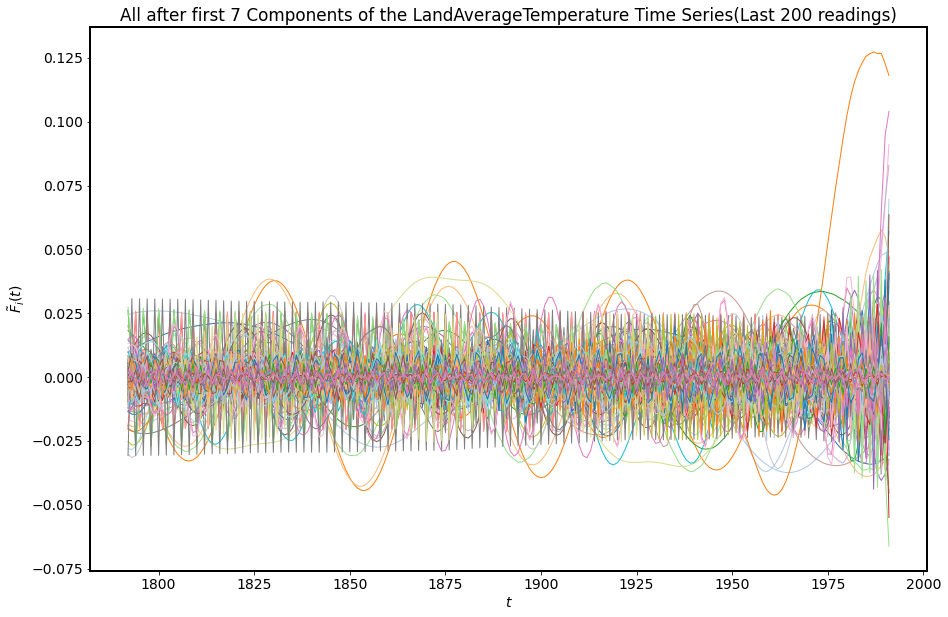 All after first 7 Components of the LandAverageTemperature Time Series(Last 200 readings)
0.125
0.100
0.075
0.050
0.025
0.000
−0.025
−0.050
−0.075
F̃ᵢ(t)
1800 1825 1850 1875 1900 1925 1950 1975 2000
t